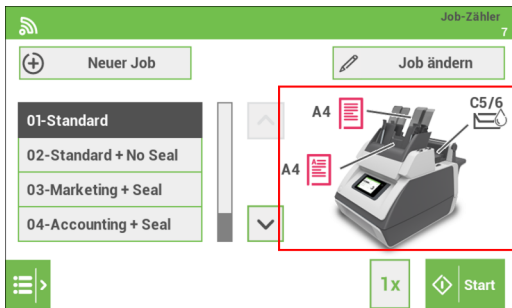 Job-Zähler
7
Neuer Job
Job ändern
01-Standard
02-Standard + No Seal
03-Marketing + Seal
04-Accounting + Seal
A4
C5/6
A4
1x
Start